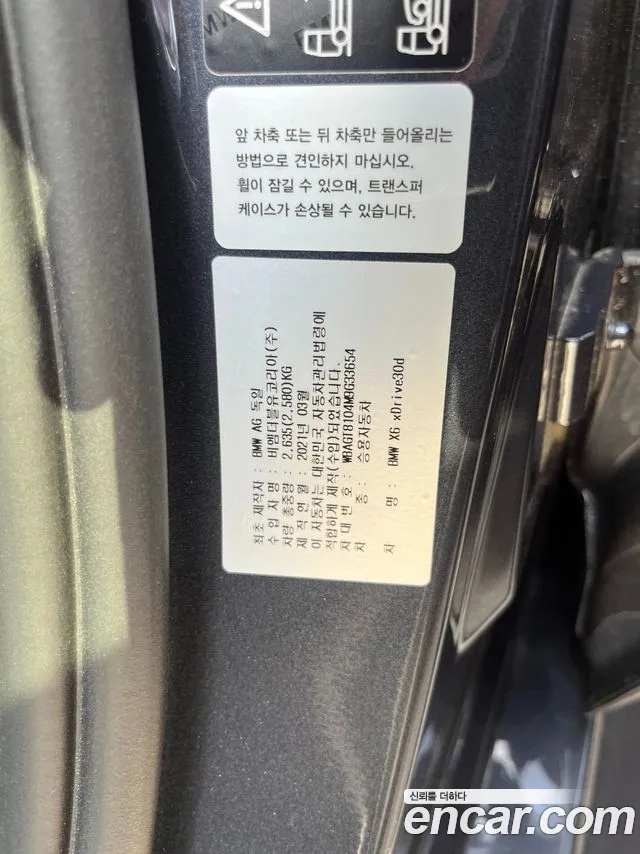 앞 차축 또는 뒤 차축만 들어올리는
방법으로 견인하지 마십시오.
휠이 잠길 수 있으며, 트랜스퍼
케이스가 손상될 수 있습니다.
최초 제작자 : BMW AG 독일
수 입 자 명 : 비엠더블유코리아(주)
차량 총중량 : 2,635(2,580)KG
제 작 연 월 : 2021년 03월
이 자동차는 대한민국 자동차관리법령에
적합하게 제작(수입)되었습니다.
차 대 번 호 : WBAGT8104M9G33654
차 종 : 승용자동차
차 명 : BMW X6 xDrive30d
신뢰를 더하다
encar.com